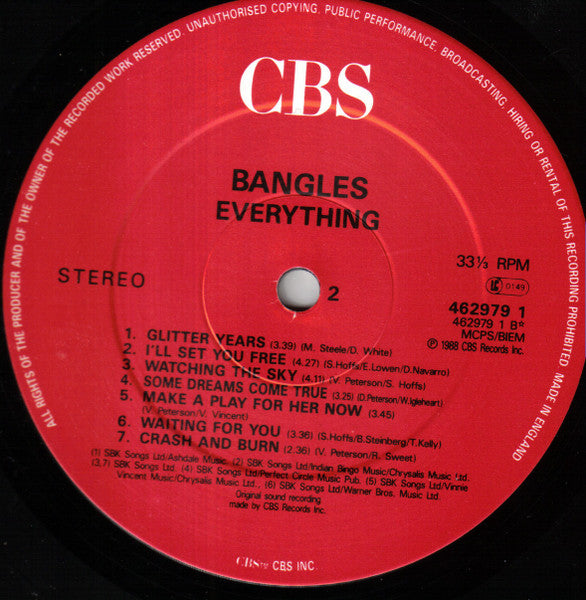 ALL RIGHTS OF THE PRODUCER AND OF THE OWNER OF THE RECORDED WORK RESERVED. UNAUTHORISED COPYING, PUBLIC PERFORMANCE, BROADCASTING, HIRING OR RENTAL OF THIS RECORDING PROHIBITED. MADE IN ENGLAND
CBS
BANGLES
EVERYTHING
STEREO
33⅓ RPM
LC 0149
2
462979 1
462979 1 B*
MCPS/BIEM
℗ 1988 CBS Records Inc.
1. GLITTER YEARS (3.39) (M. Steele/D. White)
2. I'LL SET YOU FREE (4.27) (S.Hoffs/E.Lowen/D.Navarro)
3. WATCHING THE SKY (4.11) (V. Peterson/S. Hoffs)
4. SOME DREAMS COME TRUE (3.25) (D.Peterson/W.Igleheart)
5. MAKE A PLAY FOR HER NOW (3.45)
(V. Peterson/V. Vincent)
6. WAITING FOR YOU (3.36) (S.Hoffs/B.Steinberg/T.Kelly)
7. CRASH AND BURN (2.36) (V. Peterson/R. Sweet)
(1) SBK Songs Ltd/Ashdale Music. (2) SBK Songs Ltd/Indian Bingo Music/Chrysalis Music Ltd.
(3,7) SBK Songs Ltd. (4) SBK Songs Ltd/Perfect Circle Music Pub. (5) SBK Songs Ltd/Vinnie
Vincent Music/Chrysalis Music Ltd., (6) SBK Songs Ltd/Warner Bros. Music Ltd.
Original sound recording
made by CBS Records Inc.
CBS™ CBS INC.